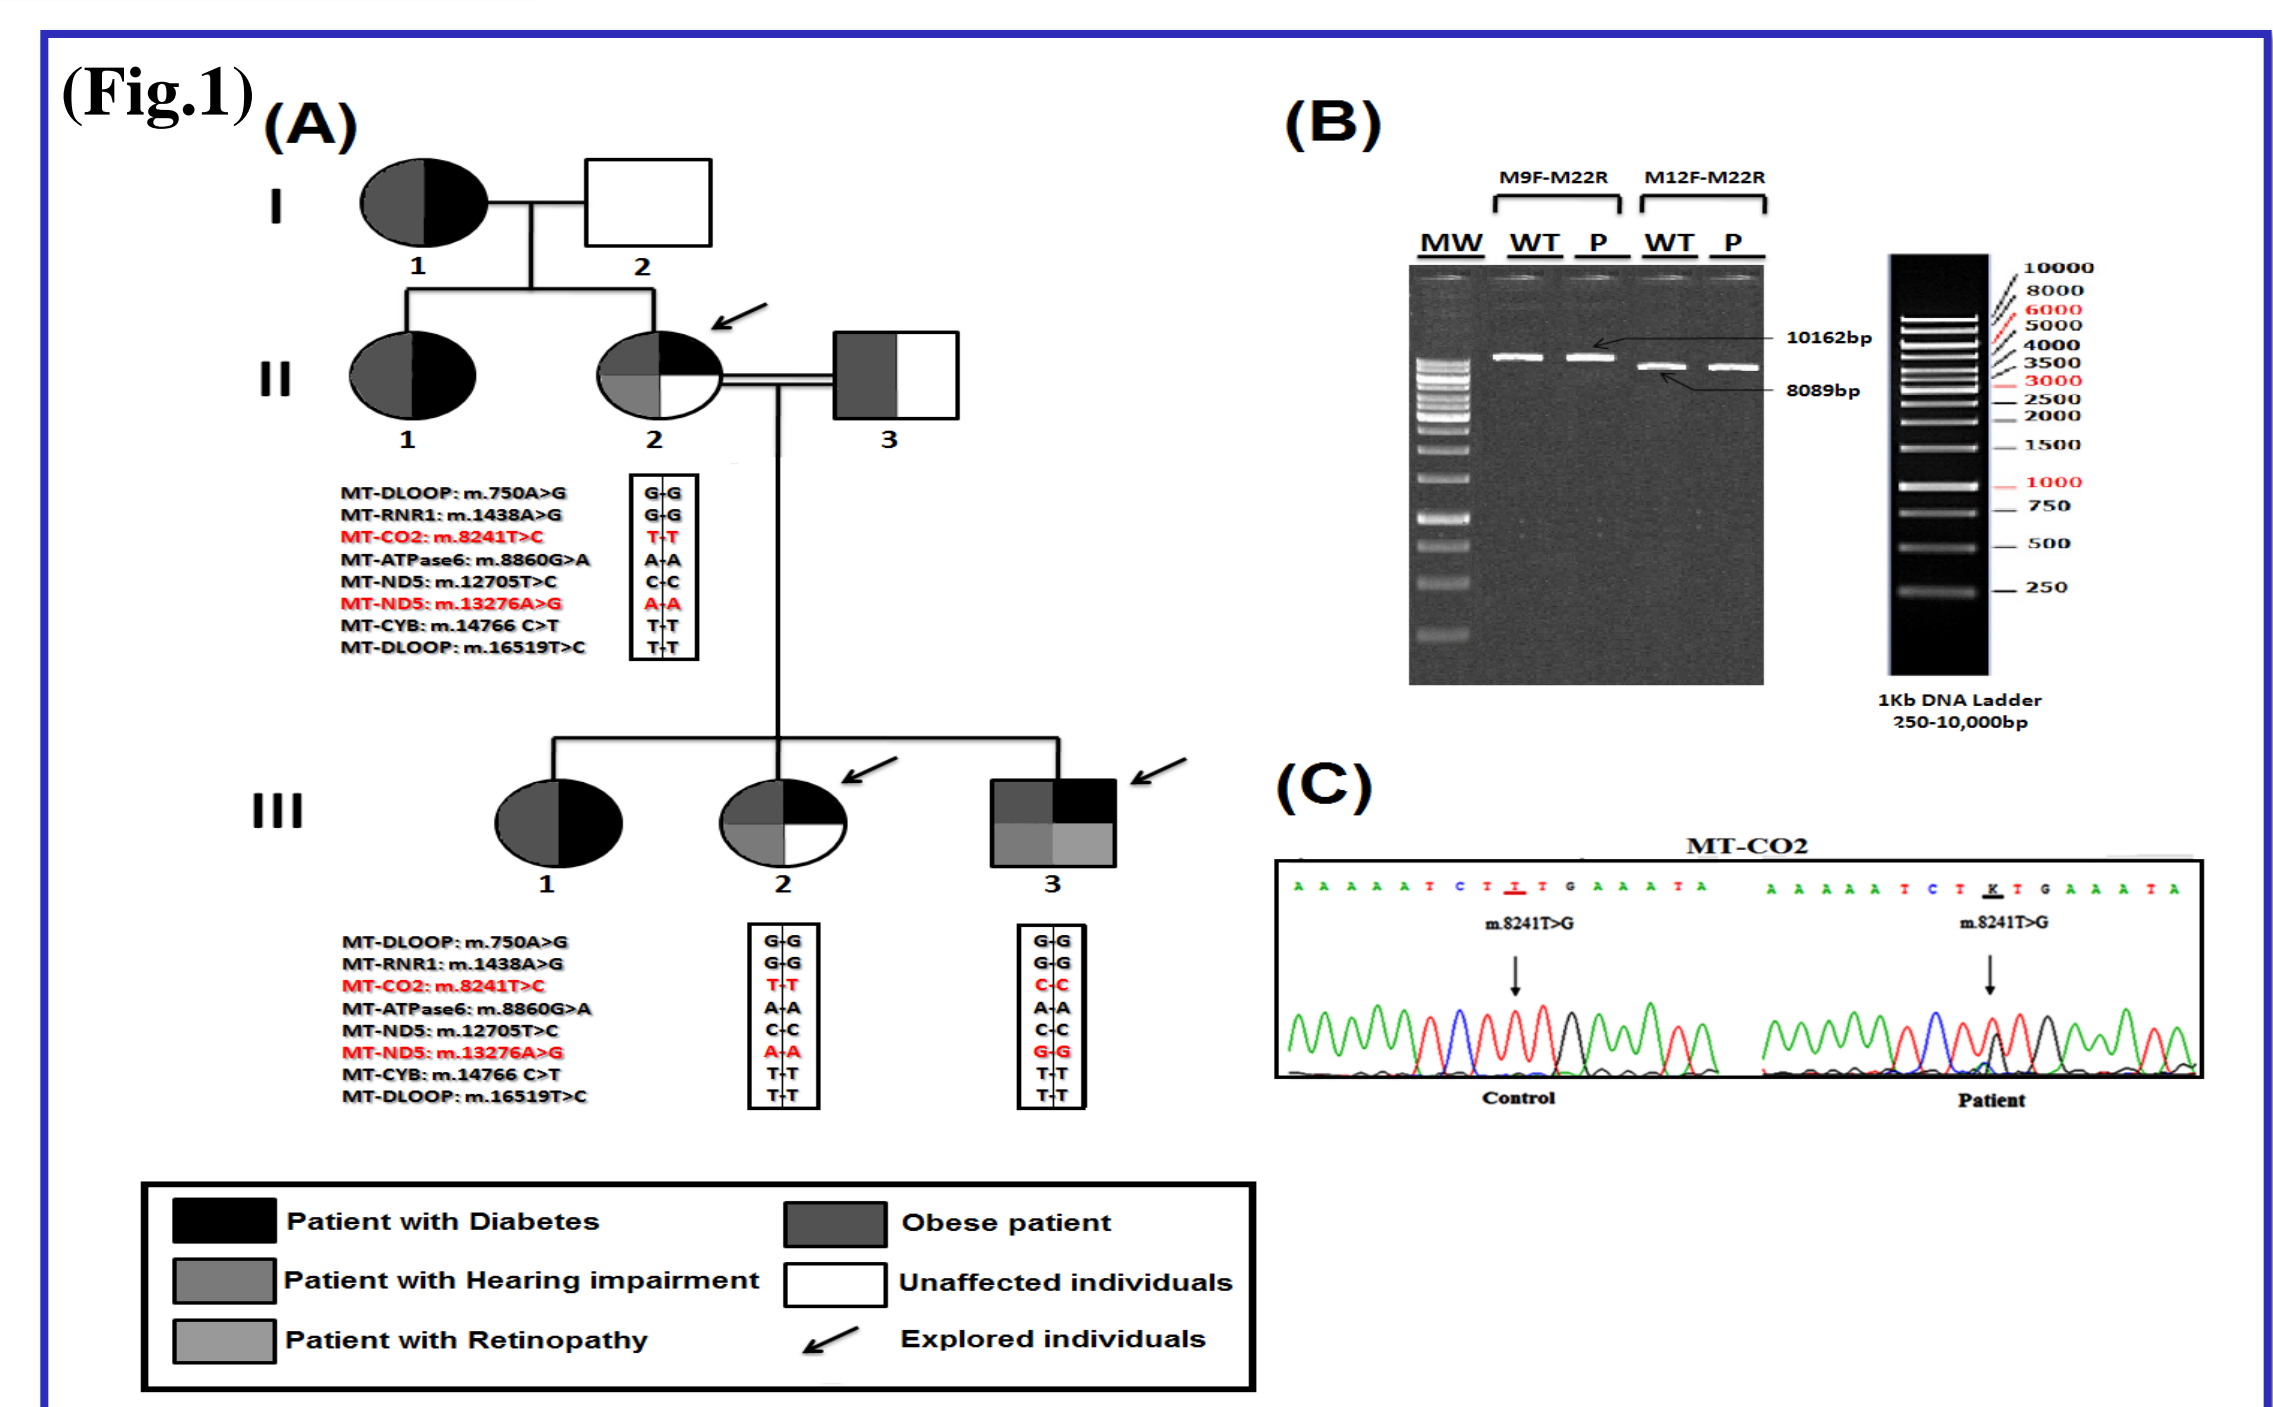 (Fig.1)
(A)
I
1
2
II
1
2
3
MT-DLOOP: m.750A>G G-G
MT-RNR1: m.1438A>G G-G
MT-CO2: m.8241T>C T-T
MT-ATPase6: m.8860G>A A-A
MT-ND5: m.12705T>C C-C
MT-ND5: m.13276A>G A-A
MT-CYB: m.14766 C>T T-T
MT-DLOOP: m.16519T>C T-T
III
1
2
3
MT-DLOOP: m.750A>G G-G G-G
MT-RNR1: m.1438A>G G-G G-G
MT-CO2: m.8241T>C T-T C-C
MT-ATPase6: m.8860G>A A-A A-A
MT-ND5: m.12705T>C C-C C-C
MT-ND5: m.13276A>G A-A G-G
MT-CYB: m.14766 C>T T-T T-T
MT-DLOOP: m.16519T>C T-T T-T
Patient with Diabetes
Obese patient
Patient with Hearing impairment
Unaffected individuals
Patient with Retinopathy
Explored individuals
(B)
M9F-M22R M12F-M22R
MW WT P WT P
10162bp
8089bp
10000
8000
6000
5000
4000
3500
3000
2500
2000
1500
1000
750
500
250
1Kb DNA Ladder
250-10,000bp
(C)
MT-CO2
A A A A A T C T T T G A A A T A
A A A A A T C T K T G A A A T A
m.8241T>G
m.8241T>G
Control
Patient